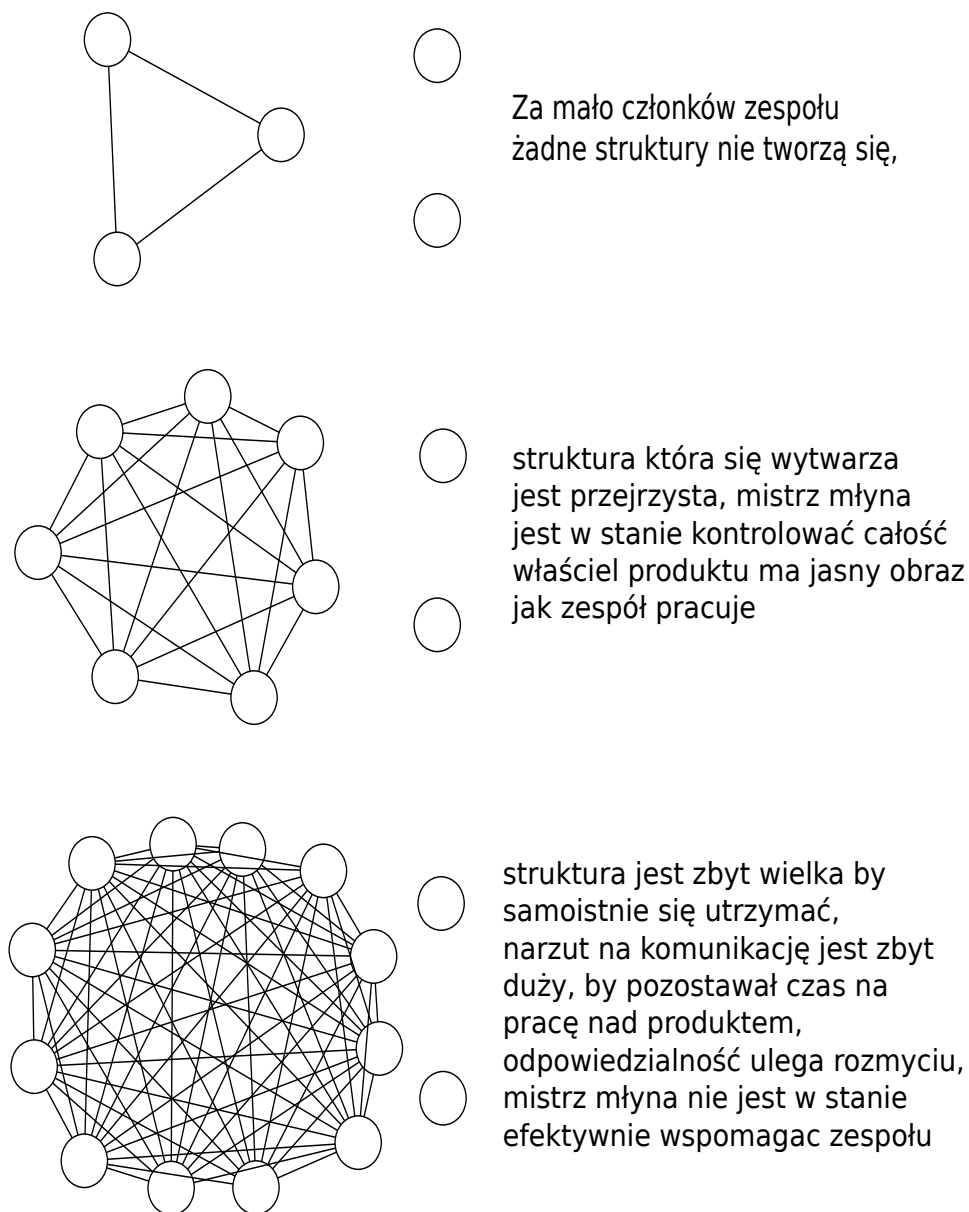 Za mało członków zespołu
żadne struktury nie tworzą się,
struktura która się wytwarza
jest przejrzysta, mistrz młyna
jest w stanie kontrolować całość
właściel produktu ma jasny obraz
jak zespół pracuje
struktura jest zbyt wielka by
samoistnie się utrzymać,
narzut na komunikację jest zbyt
duży, by pozostawał czas na
pracę nad produktem,
odpowiedzialność ulega rozmyciu,
mistrz młyna nie jest w stanie
efektywnie wspomagac zespołu